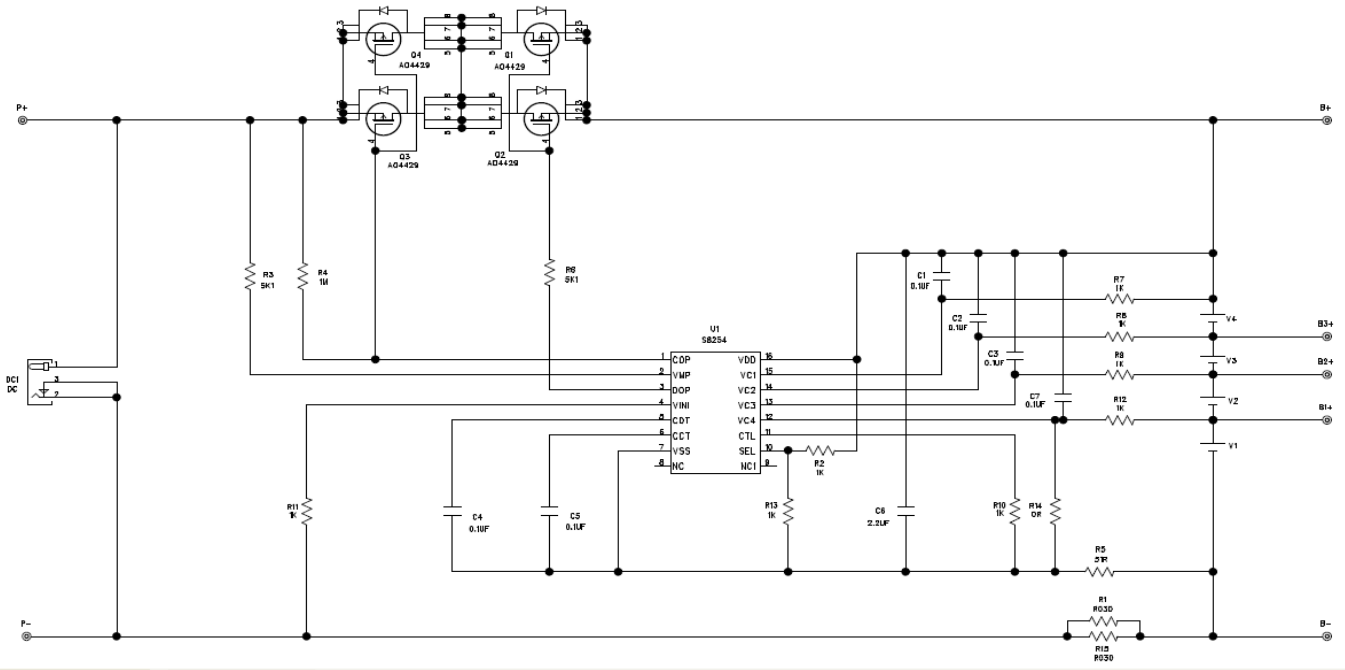 Q4
AO4429
Q1
AO4429
P+
B+
Q3
AO4429
Q2
AO4429
R3
5K1
R4
1M
R6
5K1
C1
0.1UF
C2
0.1UF
C3
0.1UF
C7
0.1UF
R7
1K
R8
1K
R9
1K
R12
1K
V4
V3
V2
V1
B3+
B2+
B1+
DC1
DC
1
3
2
U1
S8254
1 COP VDD 16
2 VMP VC1 15
3 DOP VC2 14
4 VINI VC3 13
5 CDT VC4 12
6 CCT CTL 11
7 VSS SEL 10
8 NC NC1 9
R2
1K
R11
1K
C4
0.1UF
C5
0.1UF
R13
1K
C6
2.2UF
R10
1K
R14
0R
R5
51R
R1
R030
R15
R030
P-
B-